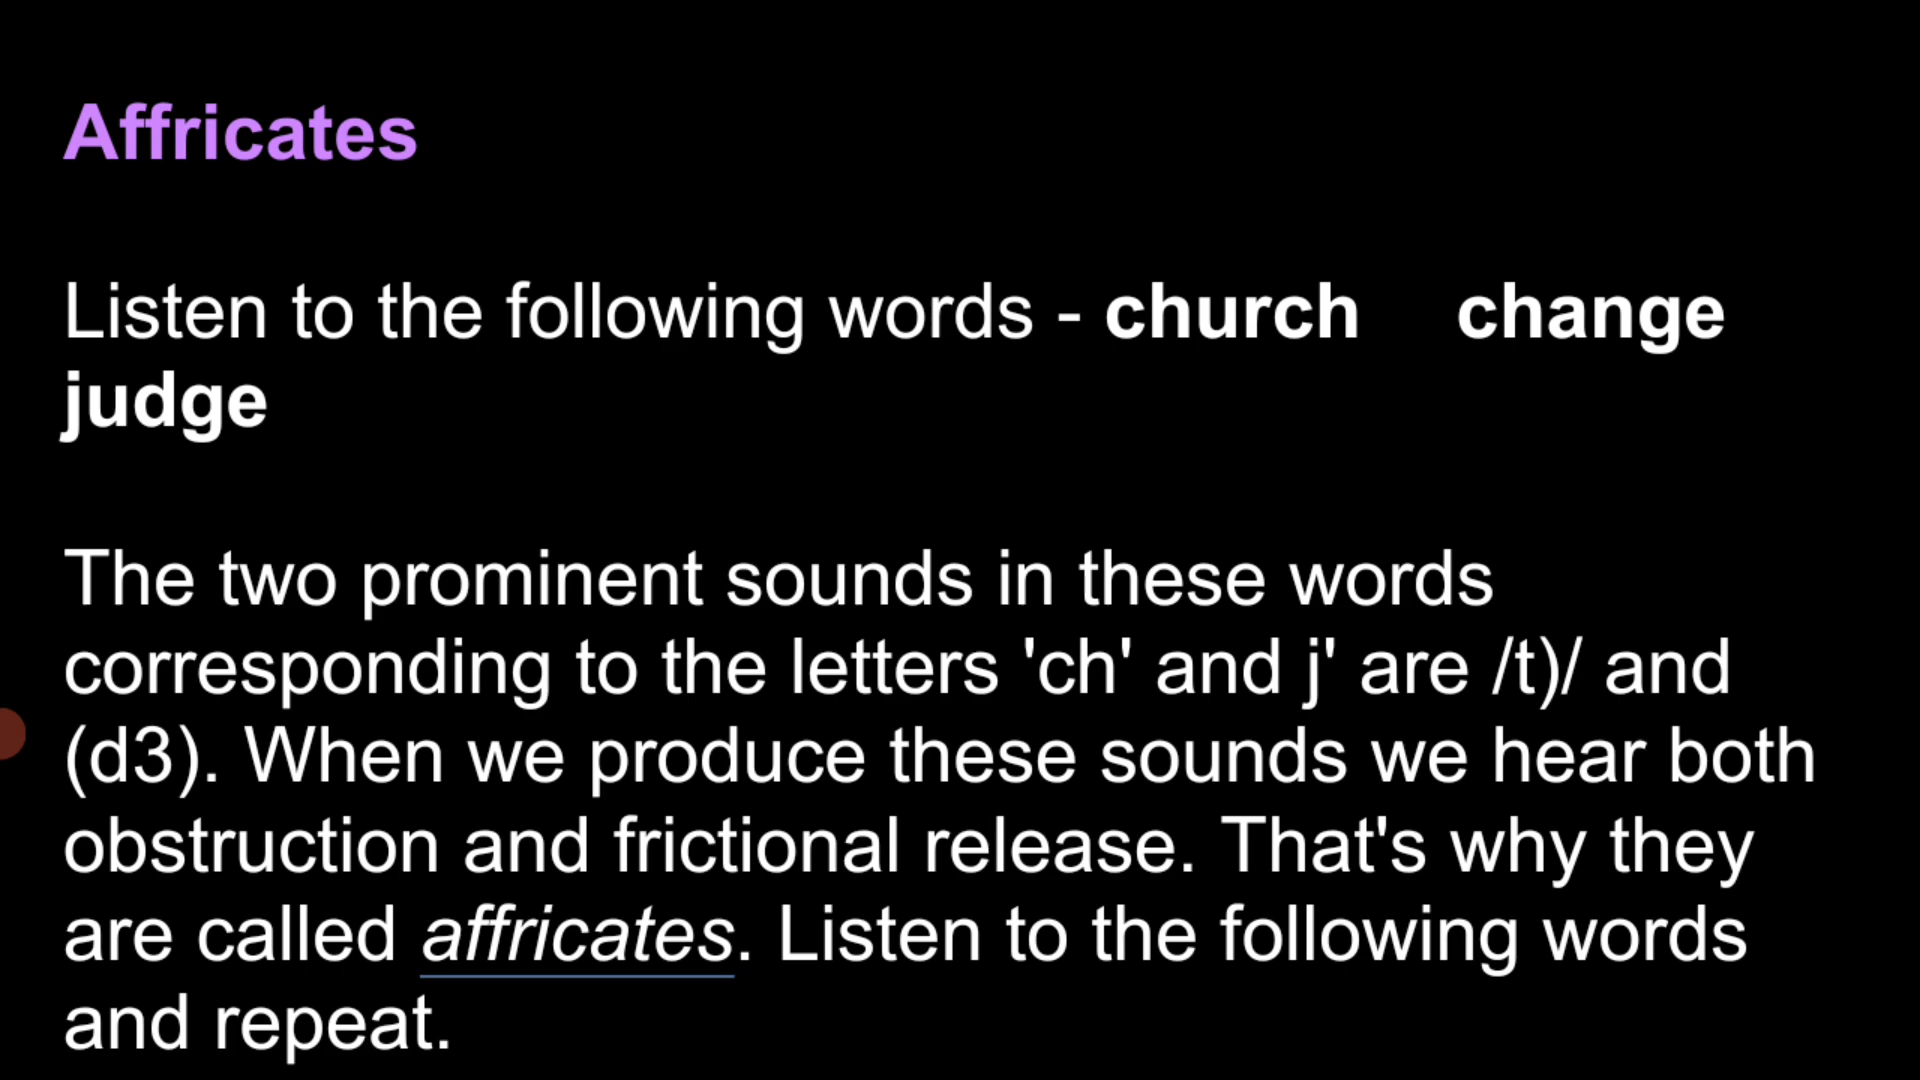 Affricates
Listen to the following words - church change
judge
The two prominent sounds in these words
corresponding to the letters 'ch' and j' are /t)/ and
(d3). When we produce these sounds we hear both
obstruction and frictional release. That's why they
are called affricates. Listen to the following words
and repeat.